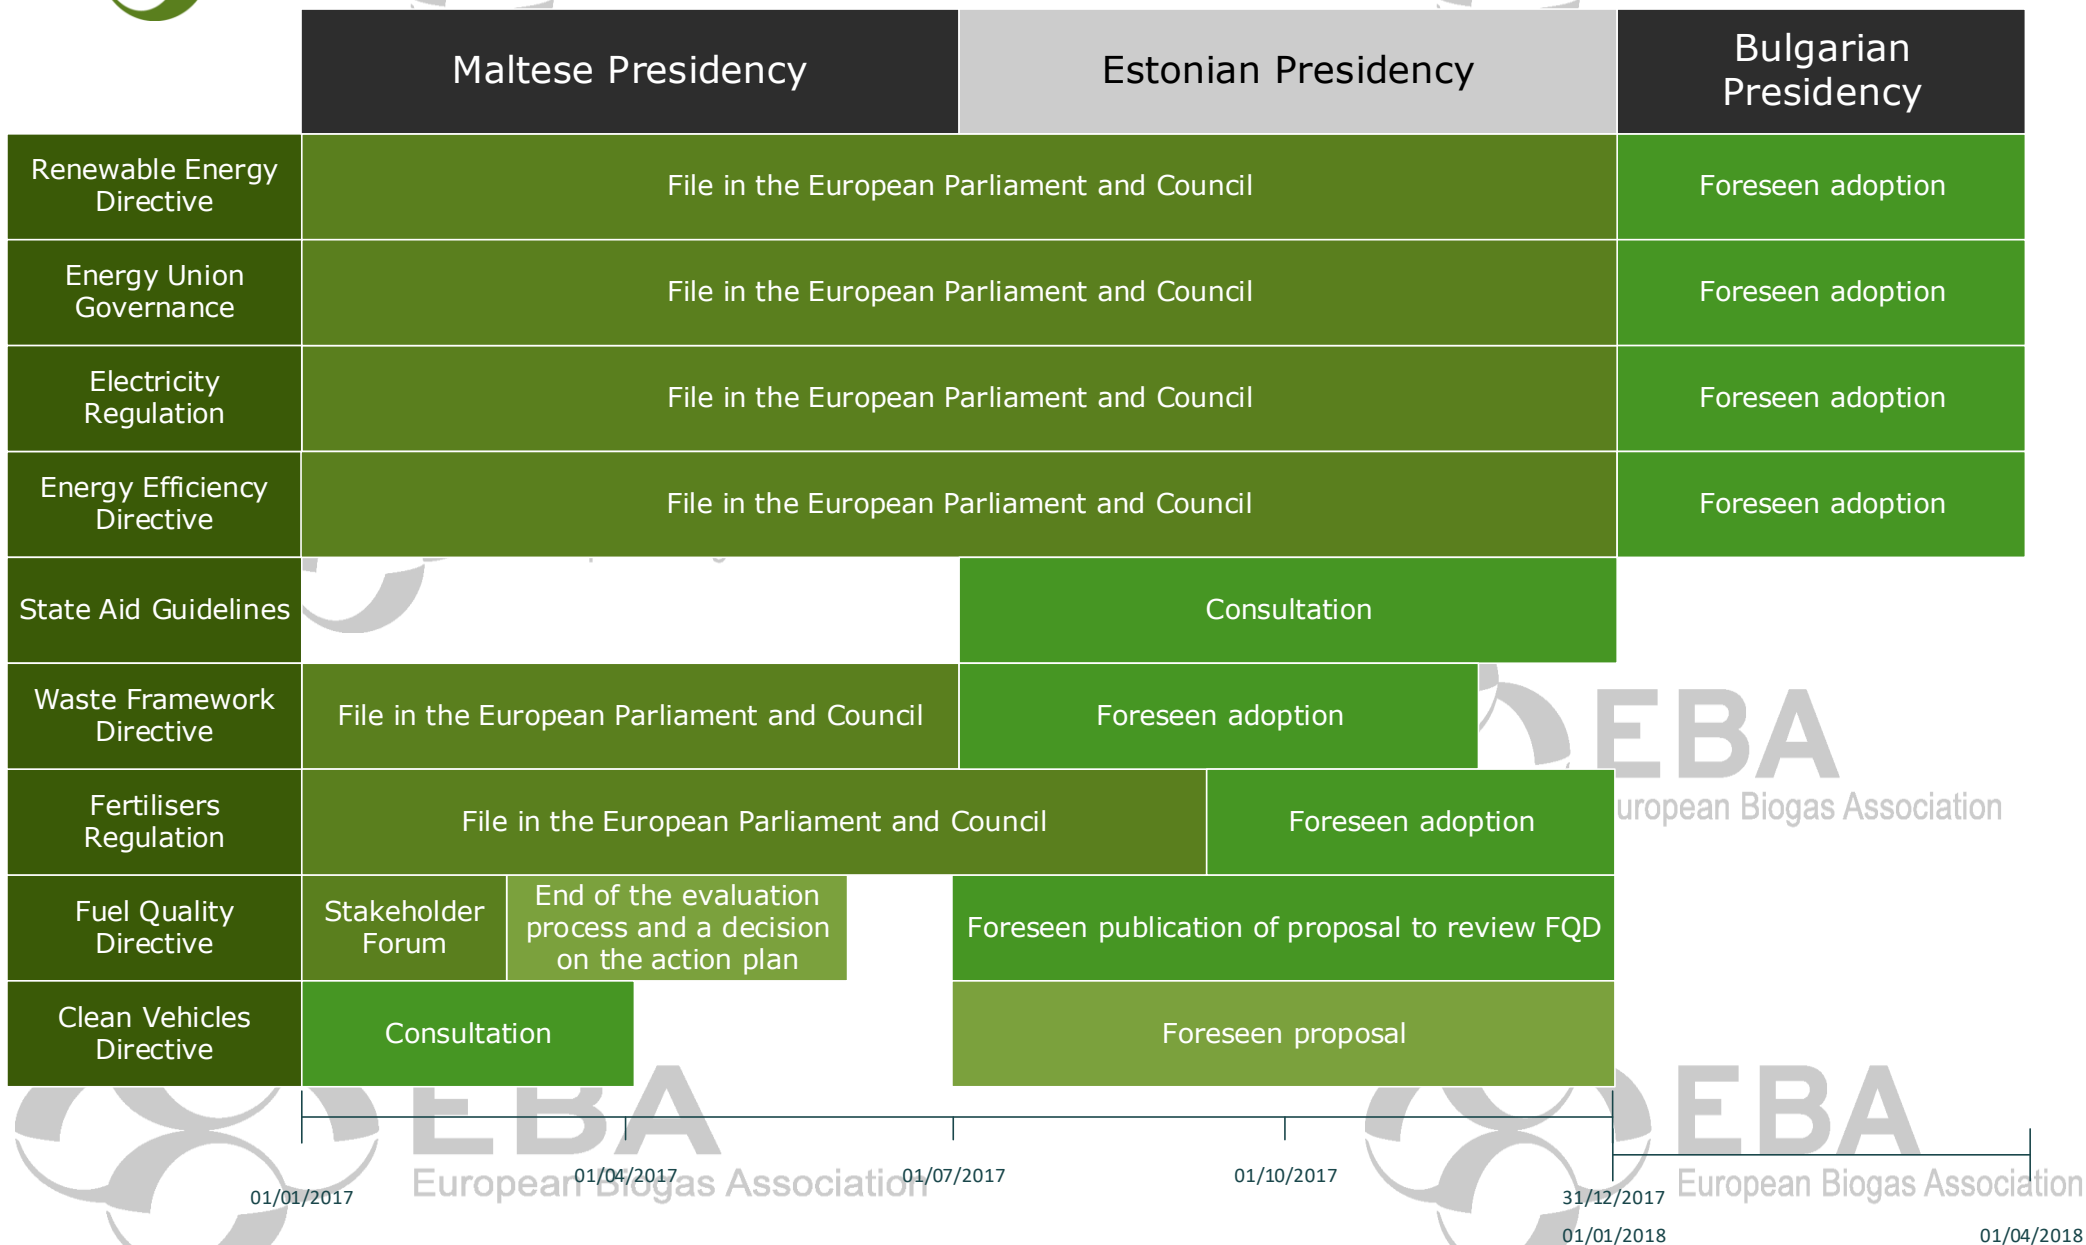 Maltese Presidency
Estonian Presidency
Bulgarian
Presidency
Renewable Energy
Directive
File in the European Parliament and Council
Foreseen adoption
Energy Union
Governance
File in the European Parliament and Council
Foreseen adoption
Electricity
Regulation
File in the European Parliament and Council
Foreseen adoption
Energy Efficiency
Directive
File in the European Parliament and Council
Foreseen adoption
State Aid Guidelines
Consultation
Waste Framework
Directive
File in the European Parliament and Council
Foreseen adoption
EBA
uropean Biogas Association
Fertilisers
Regulation
File in the European Parliament and Council
Foreseen adoption
Fuel Quality
Directive
Stakeholder
Forum
End of the evaluation
process and a decision
on the action plan
Foreseen publication of proposal to review FQD
Clean Vehicles
Directive
Consultation
Foreseen proposal
EBA
European Biogas Association
EBA
European Biogas Association
01/01/2017
01/04/2017
01/07/2017
01/10/2017
31/12/2017
01/01/2018
01/04/2018